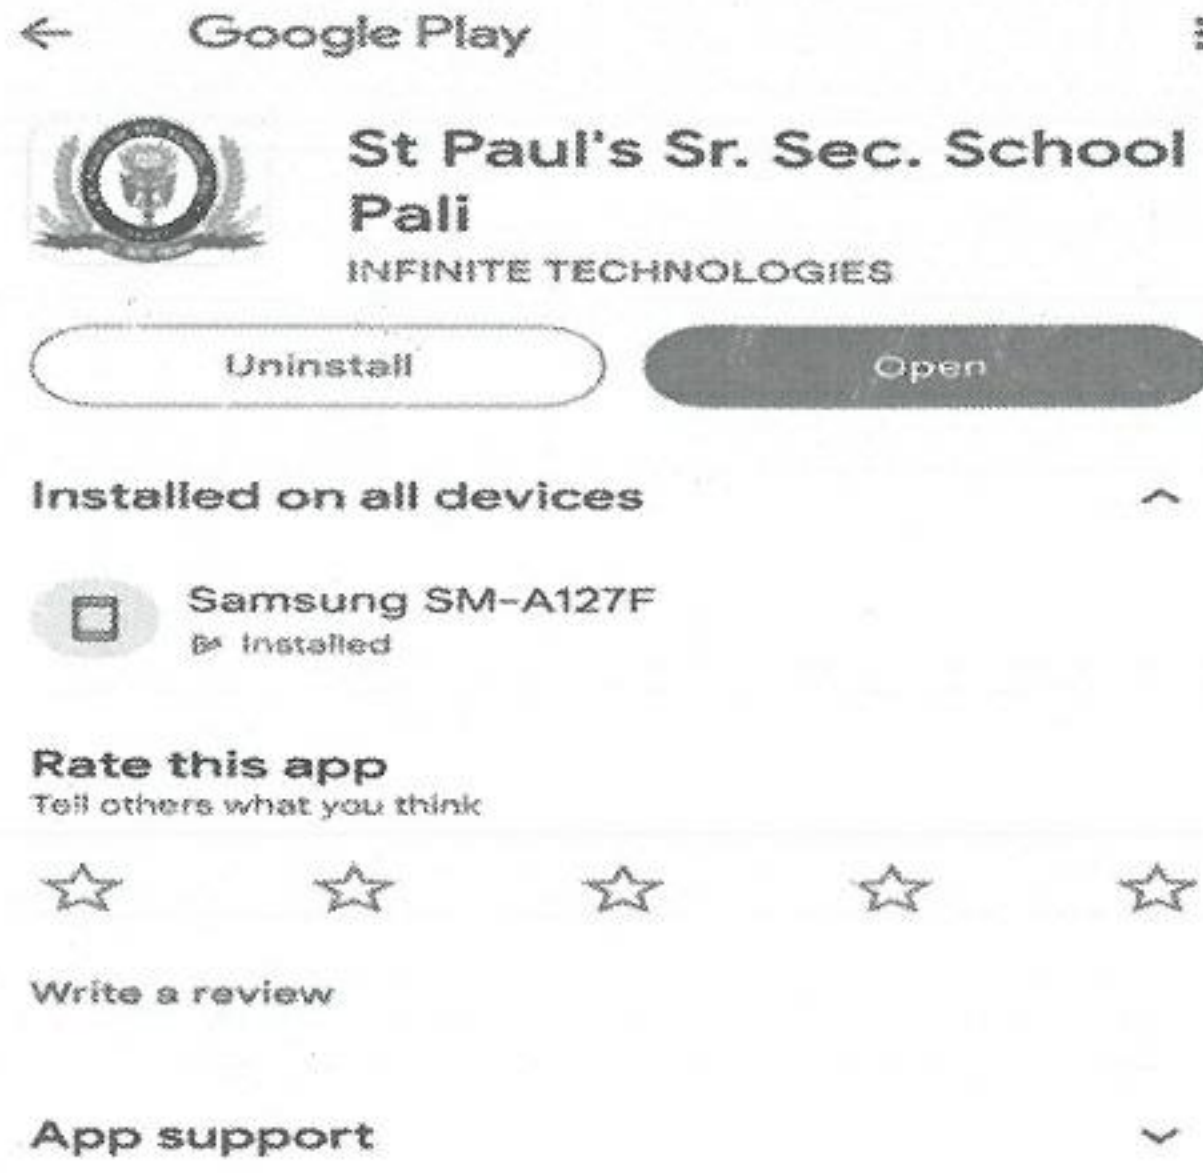 Google Play
St Paul's Sr. Sec. School
Pali
INFINITE TECHNOLOGIES
Uninstall
Open
Installed on all devices
Samsung SM-A127F
Installed
Rate this app
Tell others what you think
Write a review
App support